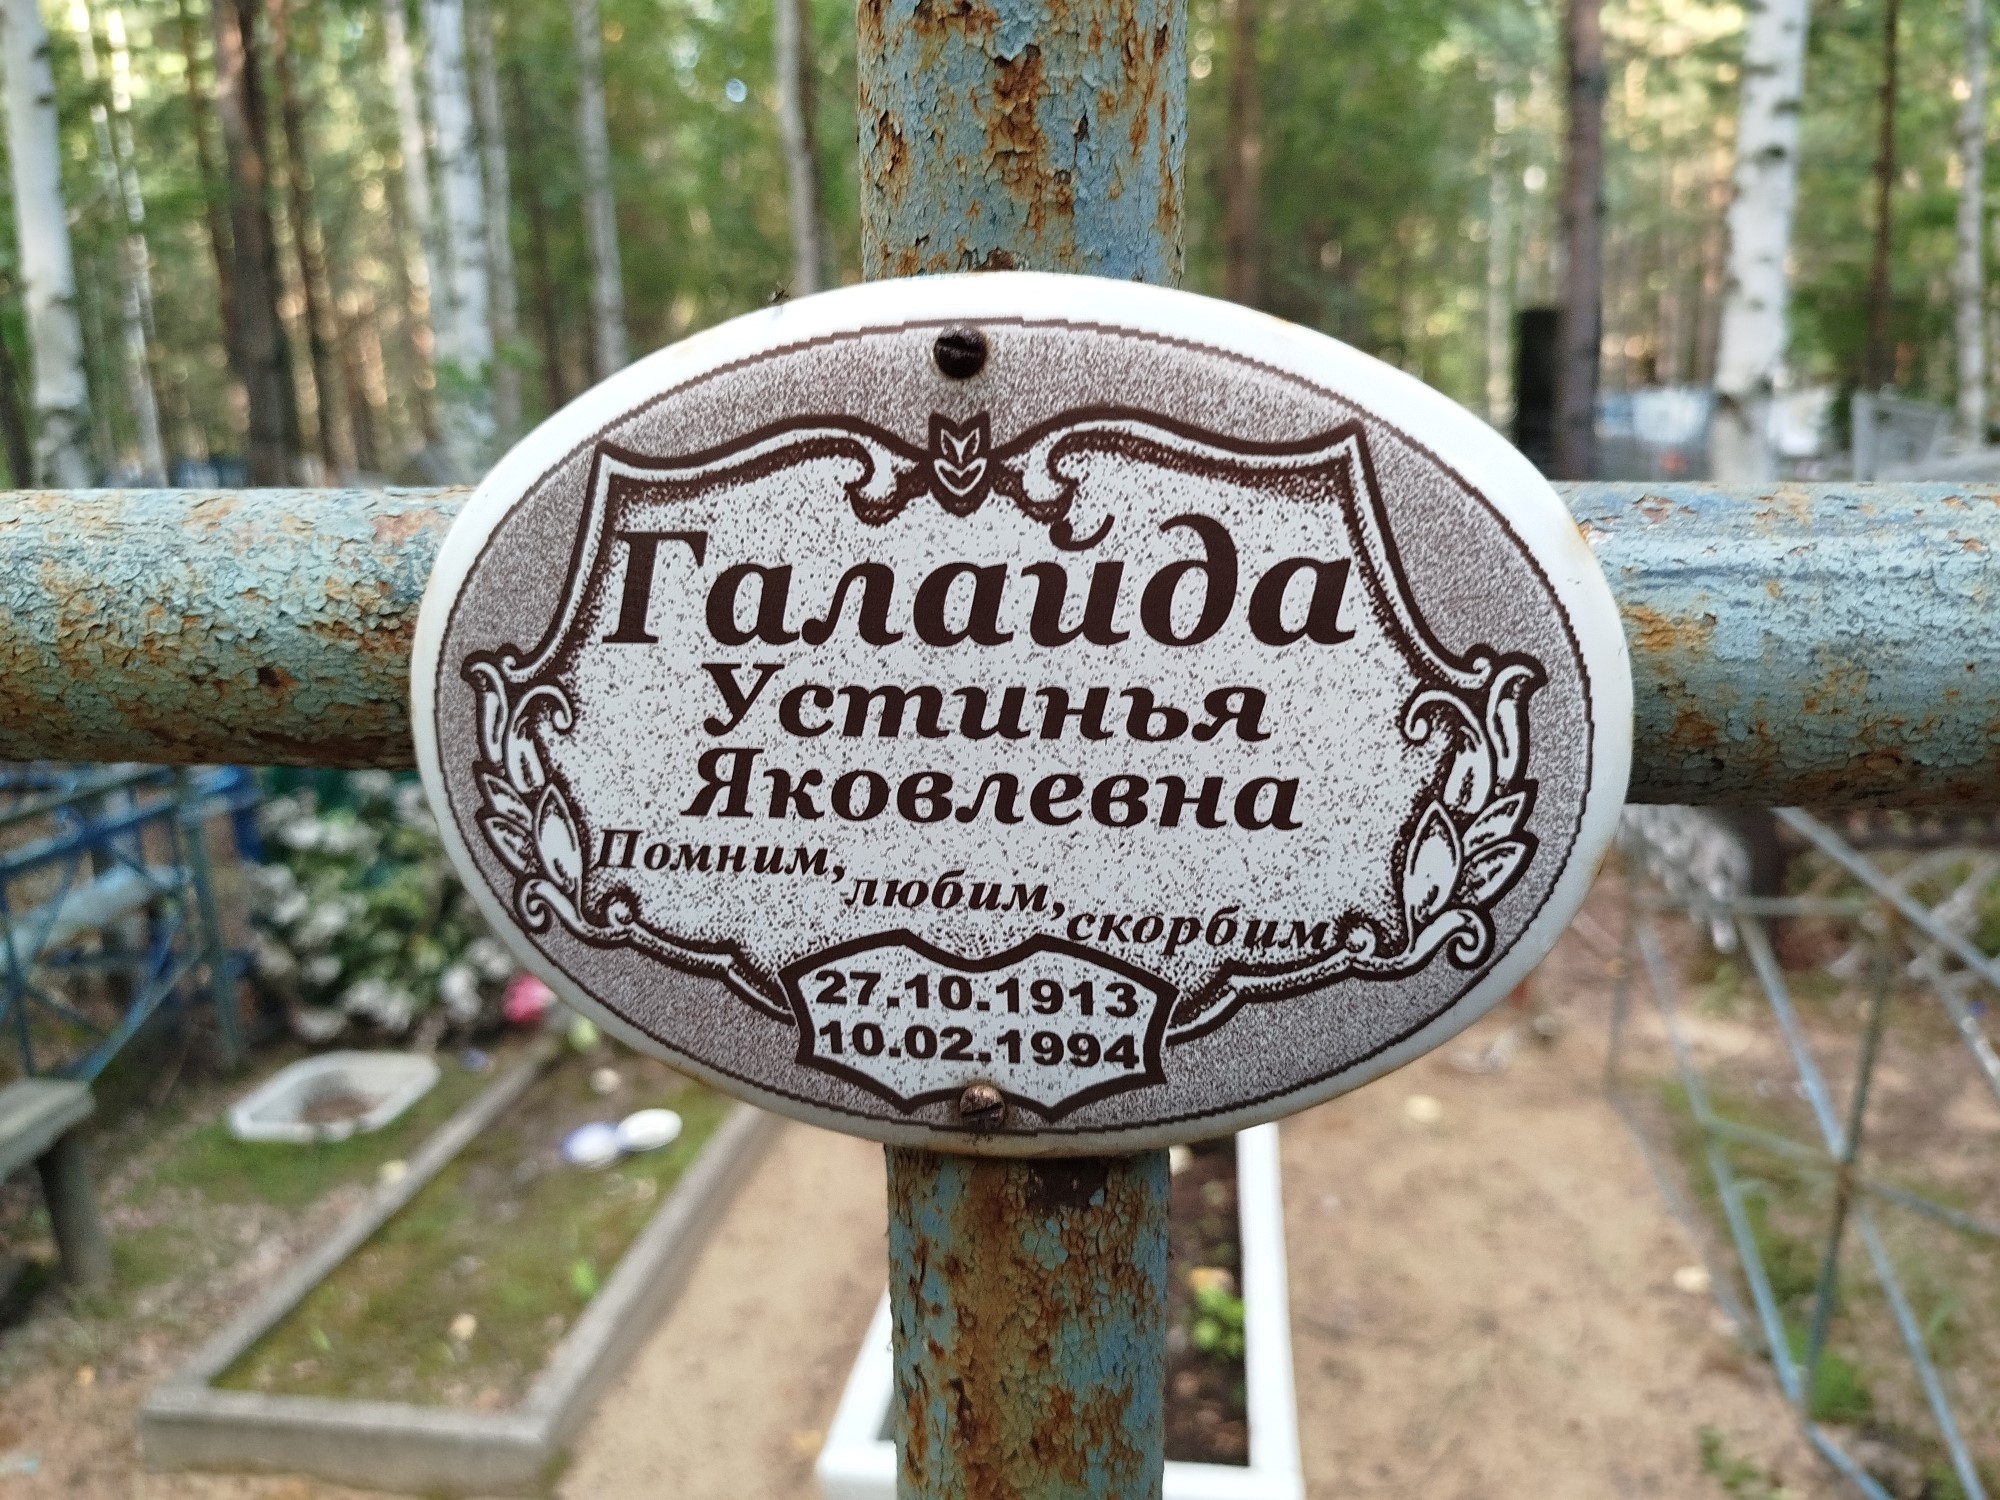 Галайда
Устинья
Яковлевна
Помним, любим, скорбим
27.10.1913
10.02.1994